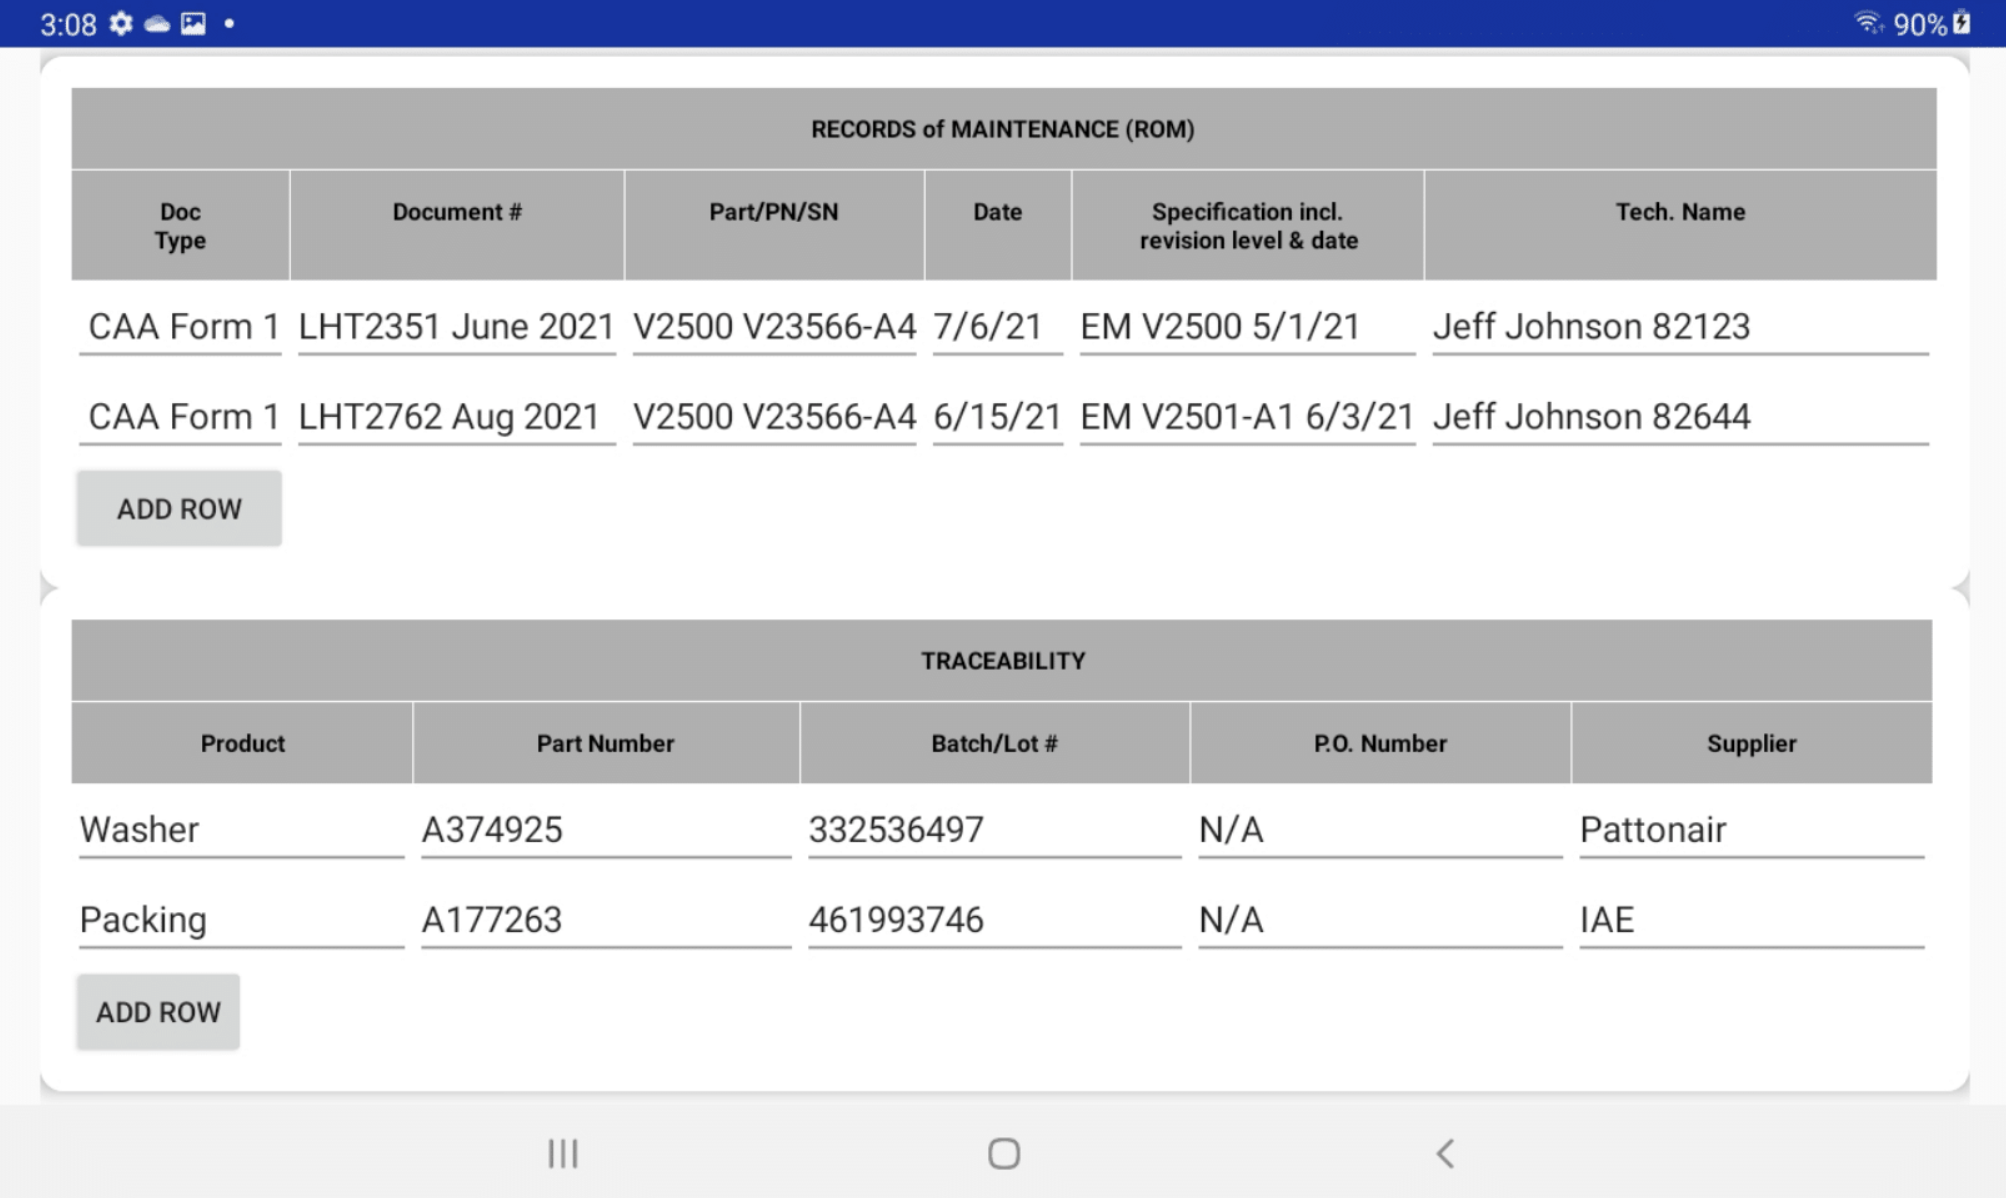 3:08
90%
RECORDS of MAINTENANCE (ROM)
Doc Type
Document #
Part/PN/SN
Date
Specification incl. revision level & date
Tech. Name
CAA Form 1 LHT2351 June 2021 V2500 V23566-A4 7/6/21 EM V2500 5/1/21 Jeff Johnson 82123
CAA Form 1 LHT2762 Aug 2021 V2500 V23566-A4 6/15/21 EM V2501-A1 6/3/21 Jeff Johnson 82644
ADD ROW
TRACEABILITY
Product Part Number Batch/Lot # P.O. Number Supplier
Washer A374925 332536497 N/A Pattonair
Packing A177263 461993746 N/A IAE
ADD ROW